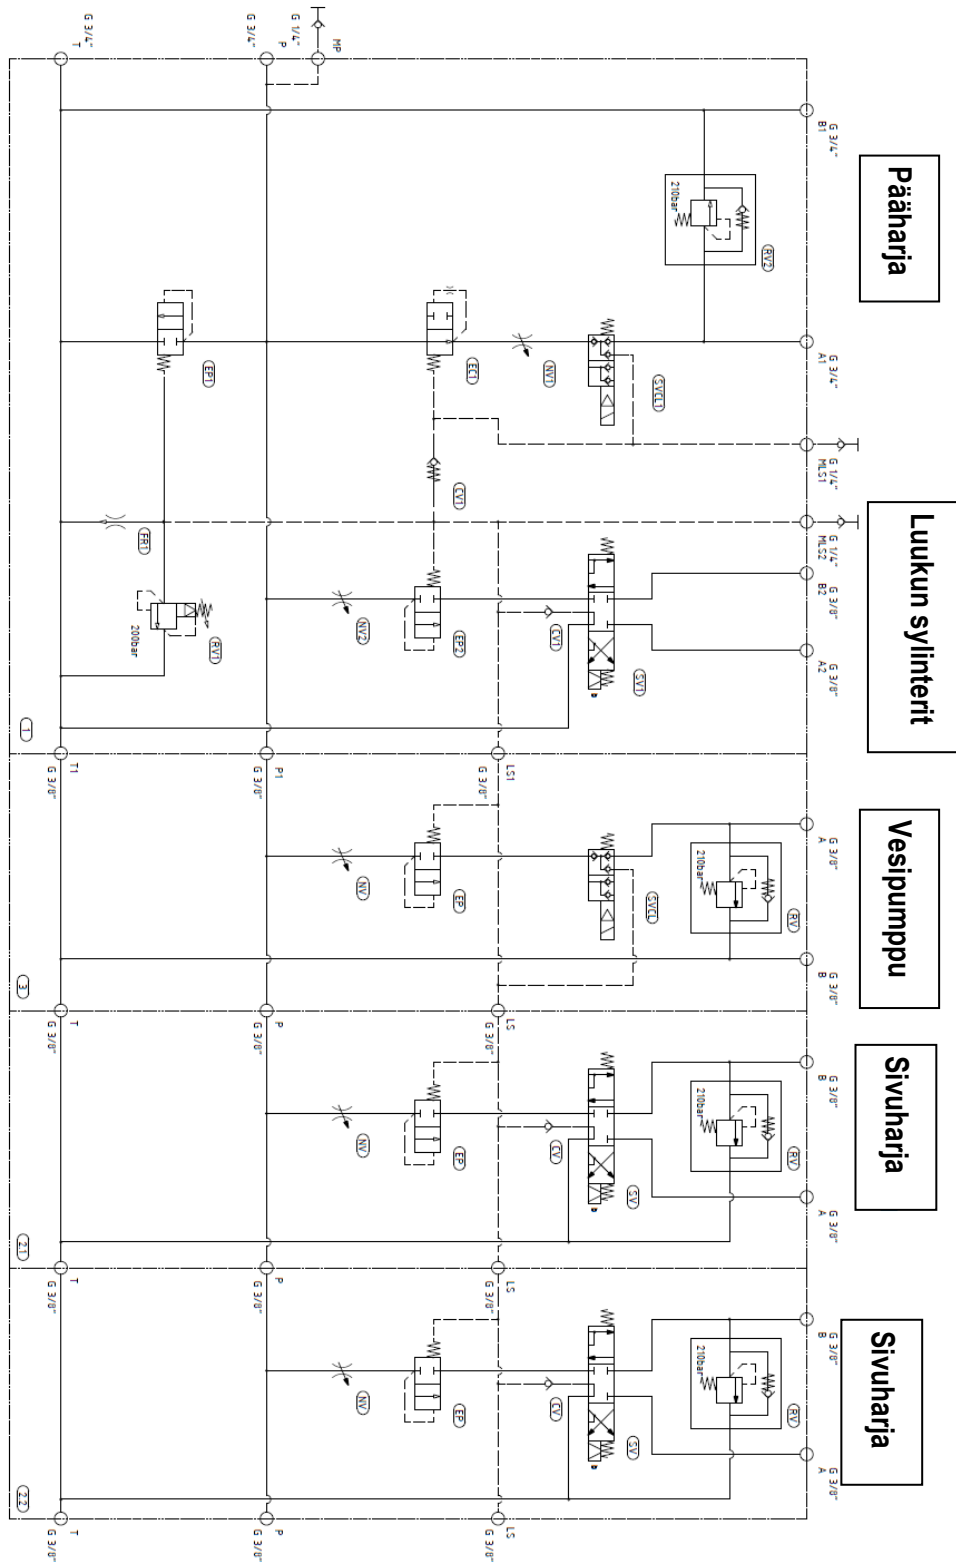 Pääharja
Luukun sylinterit
Vesipumppu
Sivuharja
Sivuharja
G 3/4"
B1
G 3/4"
A1
G 1/4"
MLS1
G 1/4"
MLS2
G 3/8"
B2
G 3/8"
A2
G 3/8"
A
G 3/8"
B
G 3/8"
B
G 3/8"
A
G 3/8"
B
G 3/8"
A
RV2
210bar
RV
210bar
RV
210bar
RV
210bar
SVCL1
SV1
SVCL
SV
SV
NV1
CV1
CV
CV
EC1
CV1
EP2
EP
EP
EP
LS1
G 3/8"
LS
G 3/8"
LS
G 3/8"
LS
G 3/8"
MP
G 1/4"
NV2
NV
NV
NV
P
G 3/4"
P1
G 3/8"
P
G 3/8"
P
G 3/8"
P
G 3/8"
EP1
RV1
200bar
FR1
T
G 3/4"
T1
G 3/8"
T
G 3/8"
T
G 3/8"
T
G 3/8"
1
3
2.1
2.2